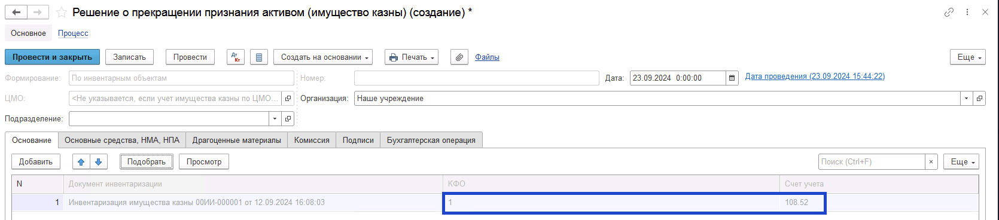 Решение о прекращении признания активом (имущество казны) (создание) *
Основное Процесс
Провести и закрыть Записать Провести Дт Кт Создать на основании Печать Файлы Еще
Формирование: По инвентарным объектам Номер: Дата: 23.09.2024 0:00:00 Дата проведения (23.09.2024 15:44:22)
ЦМО: <Не указывается, если учет имущества казны по ЦМО... Организация: Наше учреждение
Подразделение:
Основание Основные средства, НМА, НПА Драгоценные материалы Комиссия Подписи Бухгалтерская операция
Добавить Подобрать Просмотр Поиск (Ctrl+F) × Еще
N Документ инвентаризации КФО Счет учета
1 Инвентаризация имущества казны 00ИИ-000001 от 12.09.2024 16:08:03 1 108.52